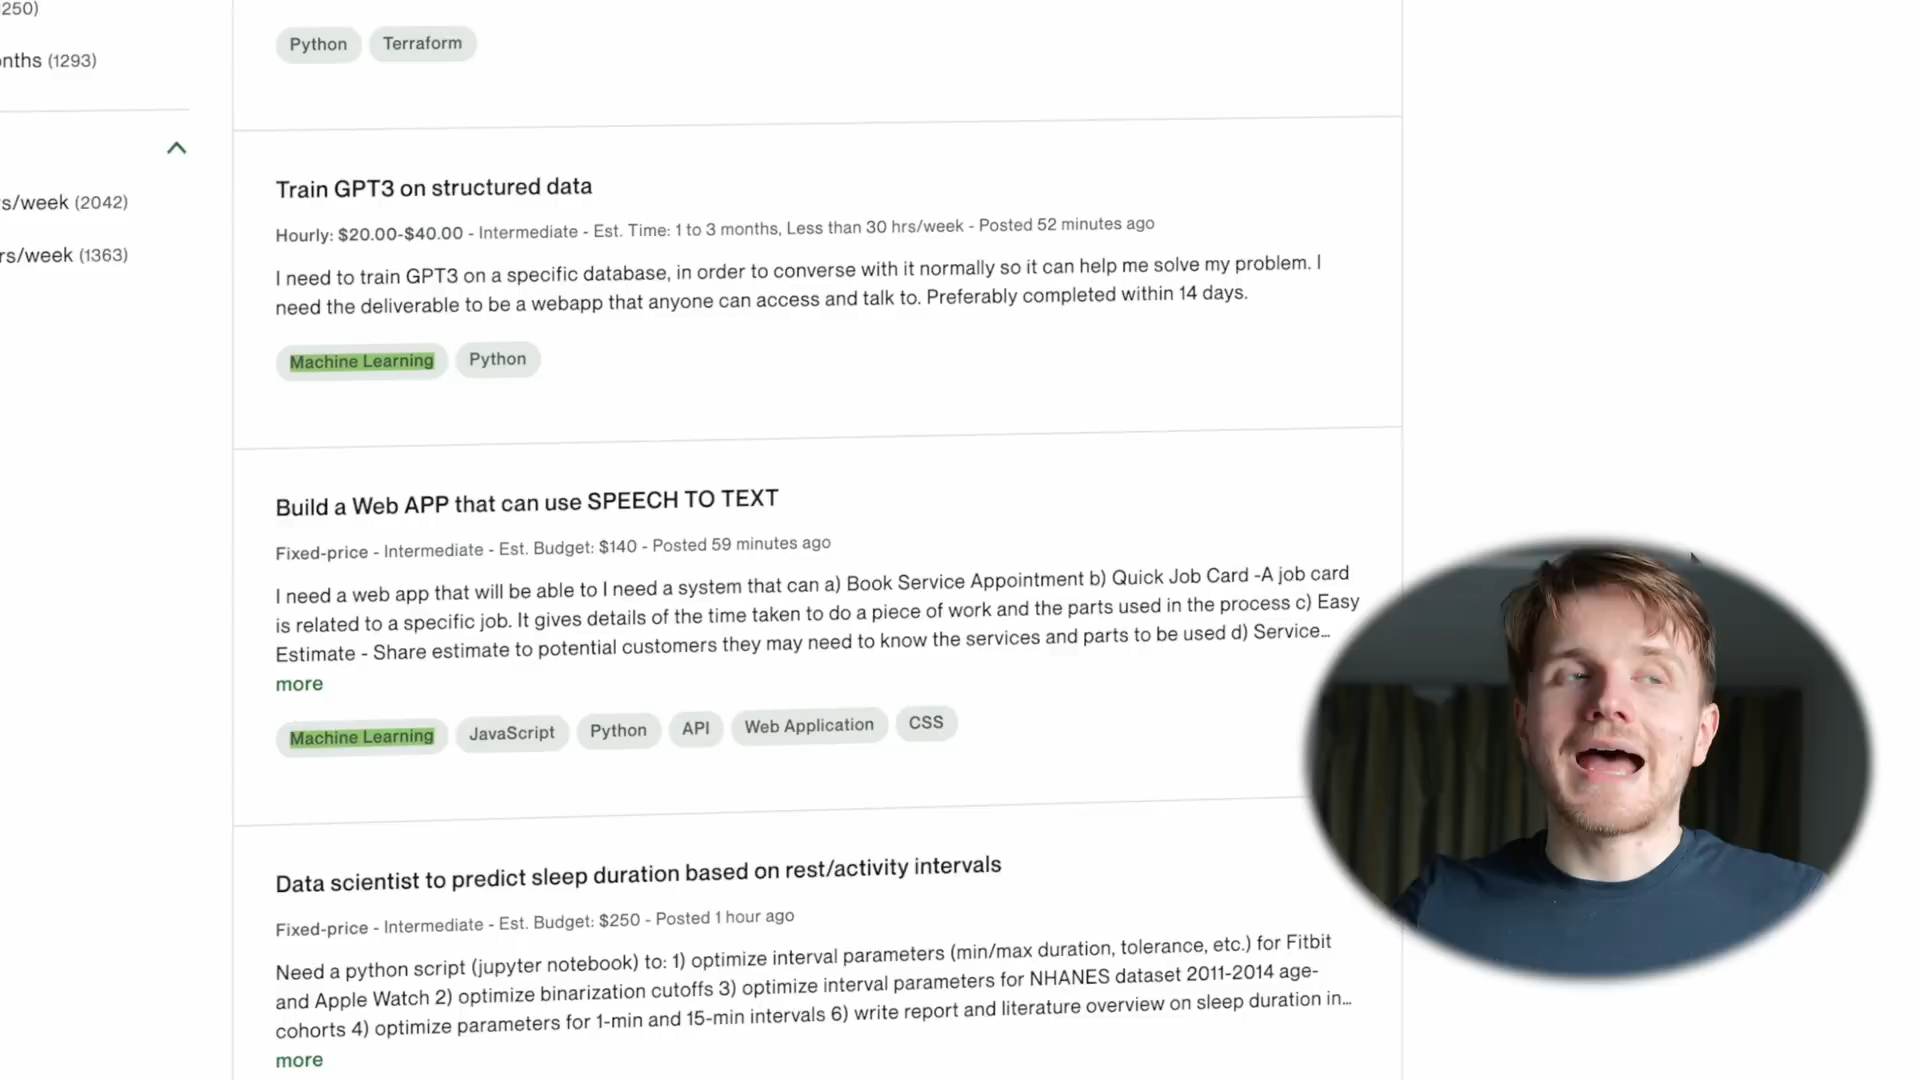 250)
onths (1293)
s/week (2042)
rs/week (1363)
Python
Terraform
Train GPT3 on structured data
Hourly: $20.00-$40.00 - Intermediate - Est. Time: 1 to 3 months, Less than 30 hrs/week - Posted 52 minutes ago
I need to train GPT3 on a specific database, in order to converse with it normally so it can help me solve my problem. I
need the deliverable to be a webapp that anyone can access and talk to. Preferably completed within 14 days.
Machine Learning
Python
Build a Web APP that can use SPEECH TO TEXT
Fixed-price - Intermediate - Est. Budget: $140 - Posted 59 minutes ago
I need a web app that will be able to I need a system that can a) Book Service Appointment b) Quick Job Card -A job card
is related to a specific job. It gives details of the time taken to do a piece of work and the parts used in the process c) Easy
Estimate - Share estimate to potential customers they may need to know the services and parts to be used d) Service…
more
Machine Learning
JavaScript
Python
API
Web Application
CSS
Data scientist to predict sleep duration based on rest/activity intervals
Fixed-price - Intermediate - Est. Budget: $250 - Posted 1 hour ago
Need a python script (jupyter notebook) to: 1) optimize interval parameters (min/max duration, tolerance, etc.) for Fitbit
and Apple Watch 2) optimize binarization cutoffs 3) optimize interval parameters for NHANES dataset 2011-2014 age-
cohorts 4) optimize parameters for 1-min and 15-min intervals 6) write report and literature overview on sleep duration in…
more